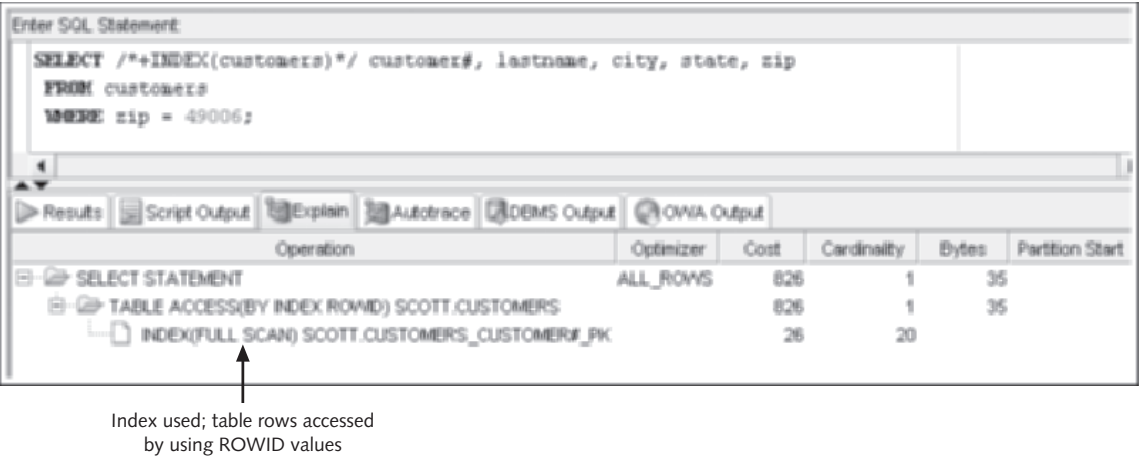 Enter SQL Statement:
SELECT /*+INDEX(customers)*/ customer#, lastname, city, state, zip
FROM customers
WHERE zip = 49006;
Results Script Output Explain Autotrace DBMS Output OWA Output
Operation Optimizer Cost Cardinality Bytes Partition Start
SELECT STATEMENT ALL_ROWS 826 1 35
TABLE ACCESS(BY INDEX ROWID) SCOTT.CUSTOMERS 826 1 35
INDEX(FULL SCAN) SCOTT.CUSTOMERS_CUSTOMER#_PK 26 20
Index used; table rows accessed
by using ROWID values